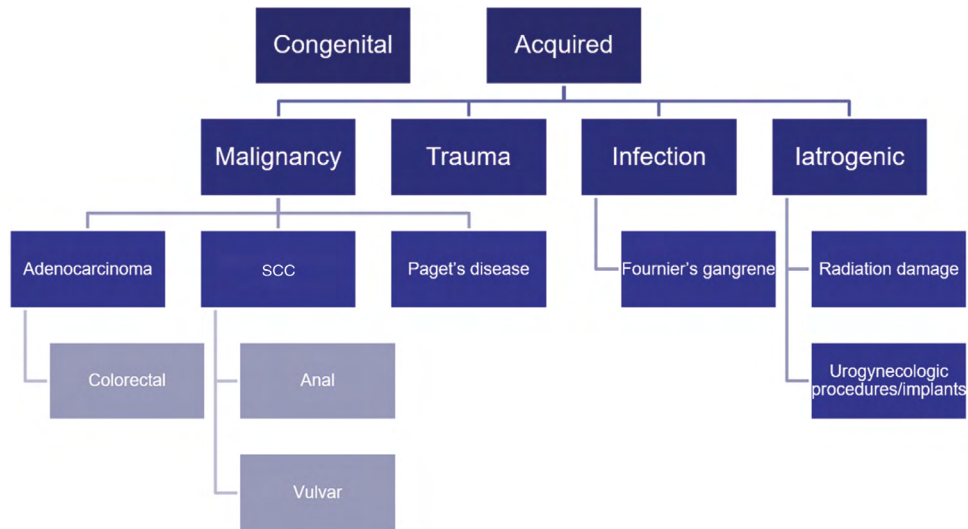 Congenital
Acquired
Malignancy
Trauma
Infection
Iatrogenic
Adenocarcinoma
SCC
Paget's disease
Fournier's gangrene
Radiation damage
Colorectal
Anal
Urogynecologic
procedures/implants
Vulvar